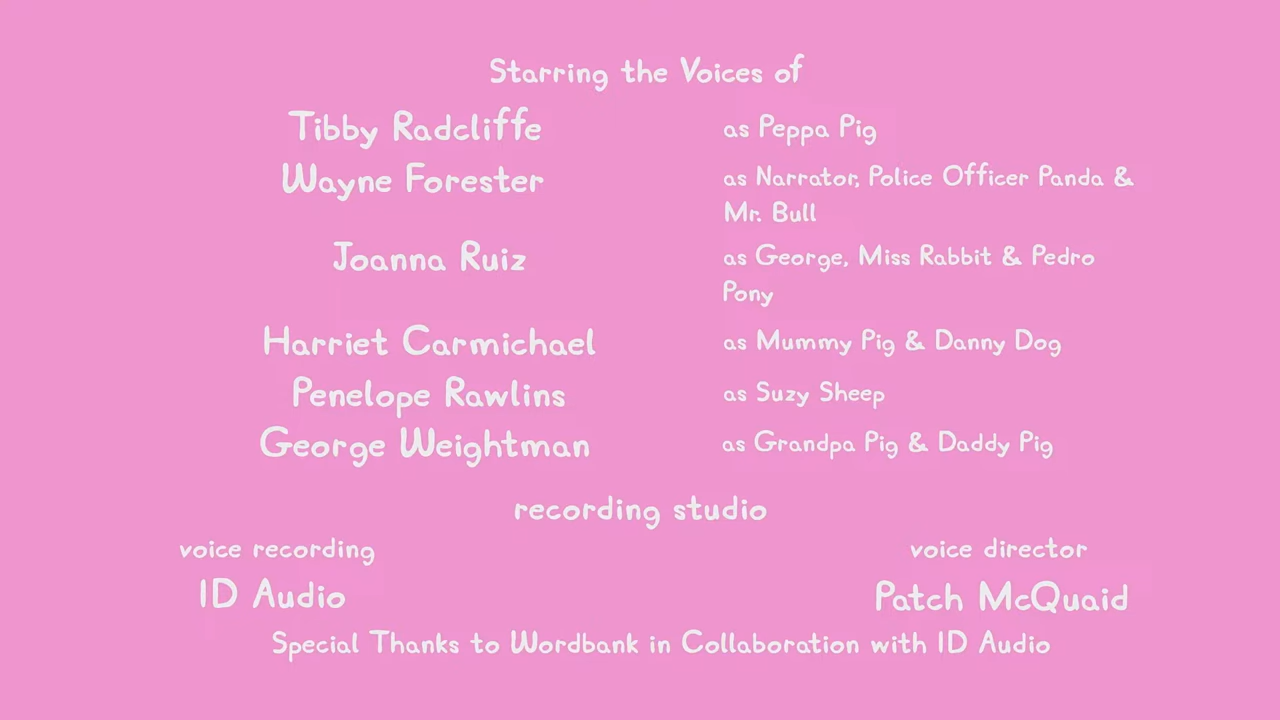 Starring the Voices of
Tibby Radcliffe as Peppa Pig
Wayne Forester as Narrator, Police Officer Panda &
Mr. Bull
Joanna Ruiz as George, Miss Rabbit & Pedro
Pony
Harriet Carmichael as Mummy Pig & Danny Dog
Penelope Rawlins as Suzy Sheep
George Weightman as Grandpa Pig & Daddy Pig
recording studio
voice recording voice director
ID Audio Patch McQuaid
Special Thanks to Wordbank in Collaboration with ID Audio